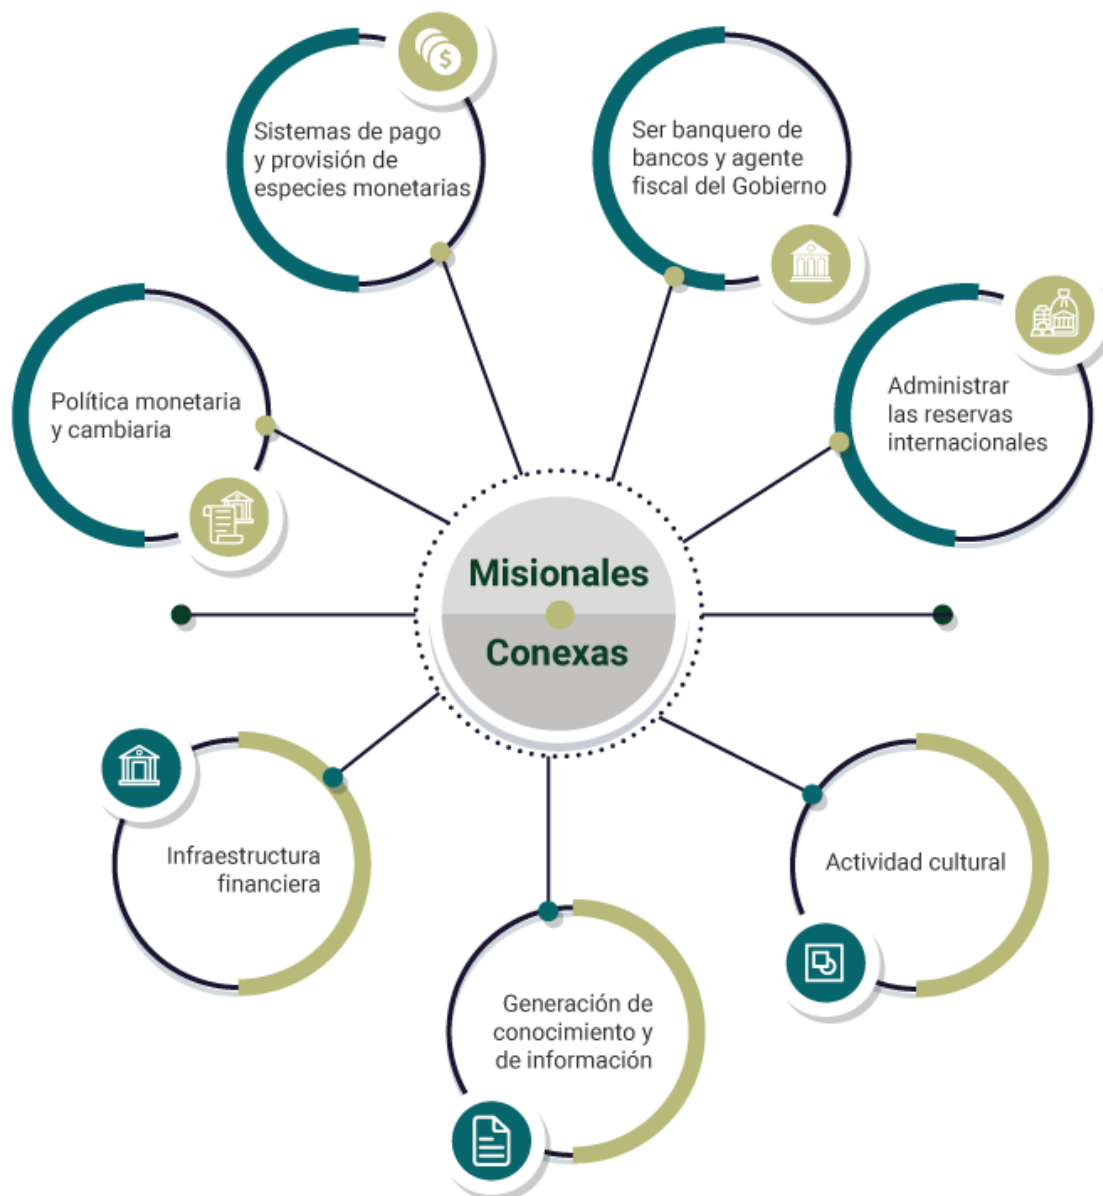 Sistemas de pago
y provisión de
especies monetarias
Ser banquero de
bancos y agente
fiscal del Gobierno
Política monetaria
y cambiaria
Administrar
las reservas
internacionales
Misionales
Conexas
Infraestructura
financiera
Generación de
conocimiento y
de información
Actividad cultural
$